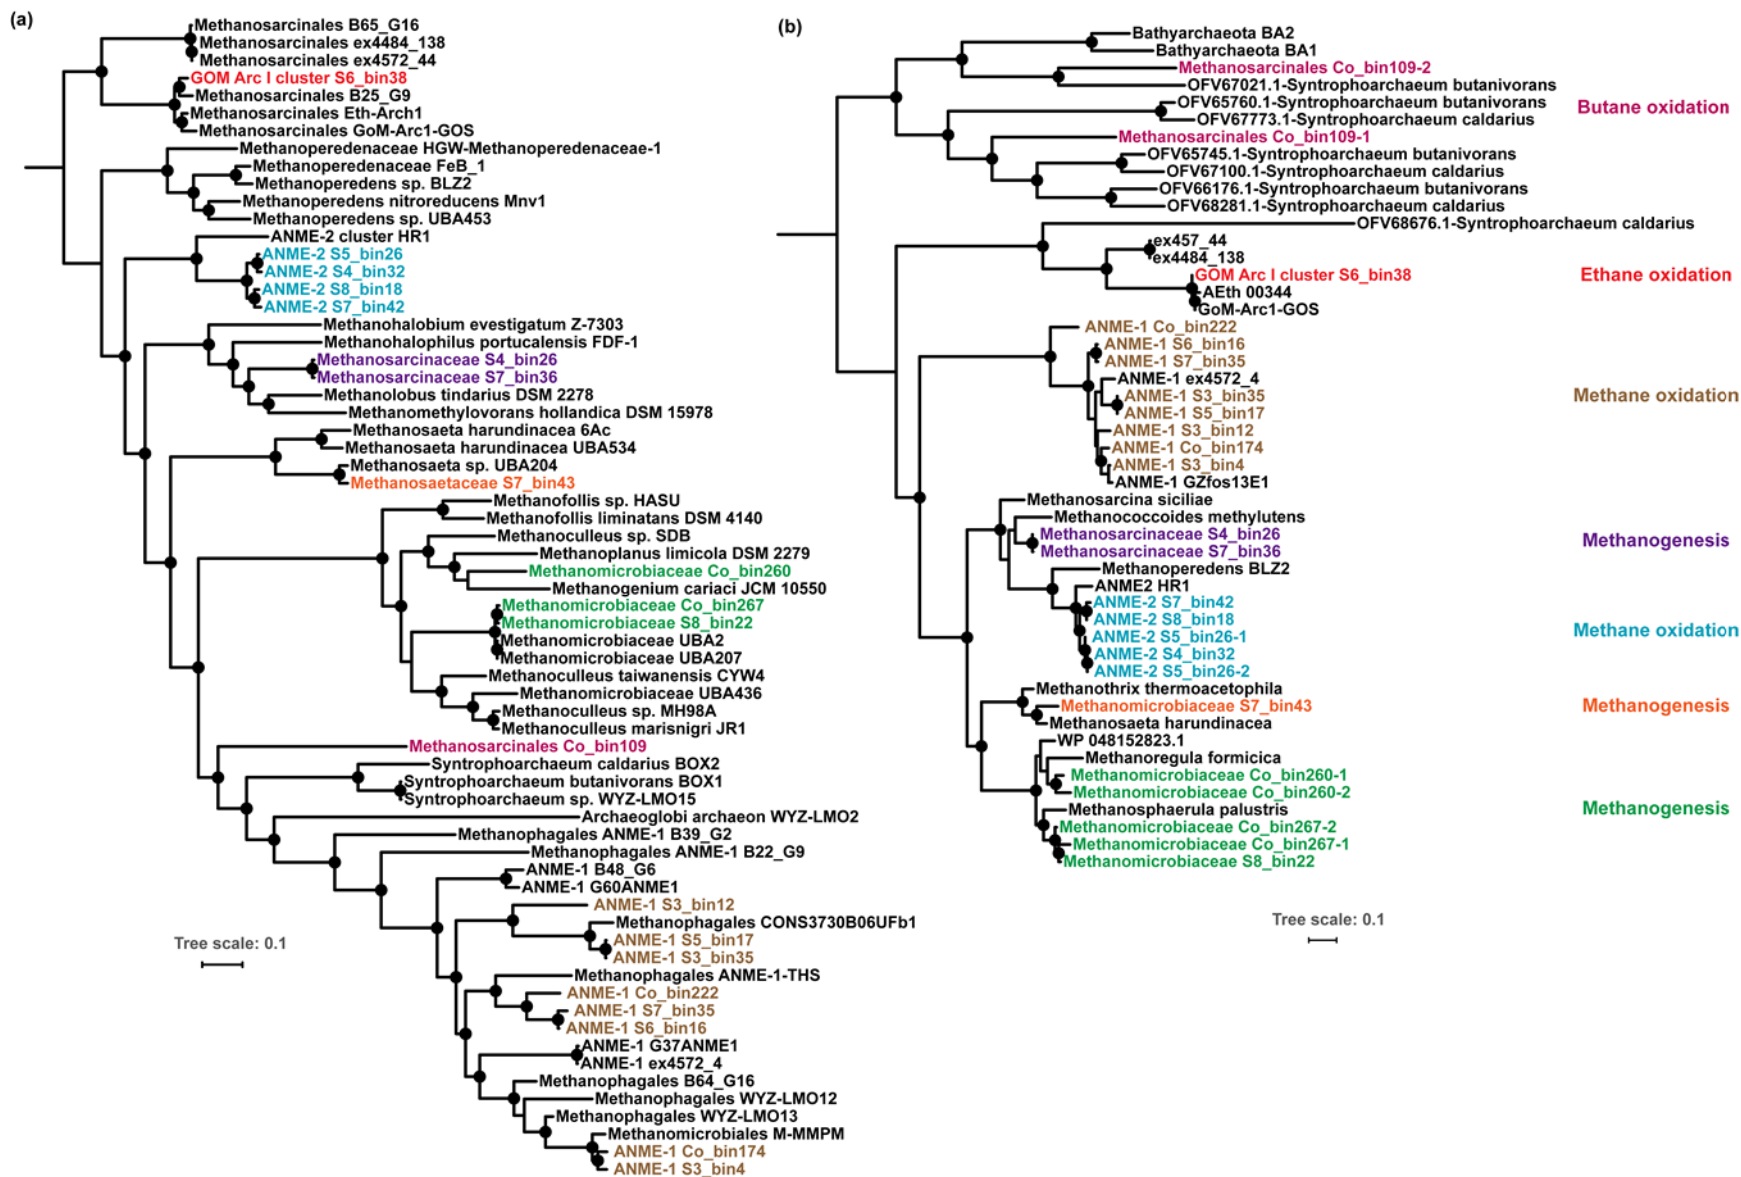 (a)
Methanosarcinales B65_G16
Methanosarcinales ex4484_138
Methanosarcinales ex4572_44
GOM Arc I cluster S6_bin38
Methanosarcinales B25_G9
Methanosarcinales Eth-Arch1
Methanosarcinales GoM-Arc1-GOS
Methanoperedenaceae HGW-Methanoperedenaceae-1
Methanoperedenaceae FeB_1
Methanoperedens sp. BLZ2
Methanoperedens nitroreducens Mnv1
Methanoperedens sp. UBA453
ANME-2 cluster HR1
ANME-2 S5_bin26
ANME-2 S4_bin32
ANME-2 S8_bin18
ANME-2 S7_bin42
Methanohalobium evestigatum Z-7303
Methanohalophilus portucalensis FDF-1
Methanosarcinaceae S4_bin26
Methanosarcinaceae S7_bin36
Methanolobus tindarius DSM 2278
Methanomethylovorans hollandica DSM 15978
Methanosaeta harundinacea 6Ac
Methanosaeta harundinacea UBA534
Methanosaeta sp. UBA204
Methanosaetaceae S7_bin43
Methanofollis sp. HASU
Methanofollis liminatans DSM 4140
Methanoculleus sp. SDB
Methanoplanus limicola DSM 2279
Methanomicrobiaceae Co_bin260
Methanogenium cariaci JCM 10550
Methanomicrobiaceae Co_bin267
Methanomicrobiaceae S8_bin22
Methanomicrobiaceae UBA2
Methanomicrobiaceae UBA207
Methanoculleus taiwanensis CYW4
Methanomicrobiaceae UBA436
Methanoculleus sp. MH98A
Methanoculleus marisnigri JR1
Methanosarcinales Co_bin109
Syntrophoarchaeum caldarius BOX2
Syntrophoarchaeum butanivorans BOX1
Syntrophoarchaeum sp. WYZ-LMO15
Archaeoglobi archaeon WYZ-LMO2
Methanophagales ANME-1 B39_G2
Methanophagales ANME-1 B22_G9
ANME-1 B48_G6
ANME-1 G60ANME1
ANME-1 S3_bin12
Methanophagales CONS3730B06UFb1
ANME-1 S5_bin17
ANME-1 S3_bin35
Methanophagales ANME-1-THS
ANME-1 Co_bin222
ANME-1 S7_bin35
ANME-1 S6_bin16
ANME-1 G37ANME1
ANME-1 ex4572_4
Methanophagales B64_G16
Methanophagales WYZ-LMO12
Methanophagales WYZ-LMO13
Methanomicrobiales M-MMPM
ANME-1 Co_bin174
ANME-1 S3_bin4
Tree scale: 0.1
(b)
Bathyarchaeota BA2
Bathyarchaeota BA1
Methanosarcinales Co_bin109-2
OFV67021.1-Syntrophoarchaeum butanivorans
OFV65760.1-Syntrophoarchaeum butanivorans
OFV67773.1-Syntrophoarchaeum caldarius
Methanosarcinales Co_bin109-1
OFV65745.1-Syntrophoarchaeum butanivorans
OFV67100.1-Syntrophoarchaeum caldarius
OFV66176.1-Syntrophoarchaeum butanivorans
OFV68281.1-Syntrophoarchaeum caldarius
OFV68676.1-Syntrophoarchaeum caldarius
ex457_44
ex4484_138
GOM Arc I cluster S6_bin38
AEth 00344
GoM-Arc1-GOS
ANME-1 Co_bin222
ANME-1 S6_bin16
ANME-1 S7_bin35
ANME-1 ex4572_4
ANME-1 S3_bin35
ANME-1 S5_bin17
ANME-1 S3_bin12
ANME-1 Co_bin174
ANME-1 S3_bin4
ANME-1 GZfos13E1
Methanosarcina siciliae
Methanococcoides methylutens
Methanosarcinaceae S4_bin26
Methanosarcinaceae S7_bin36
Methanoperedens BLZ2
ANME2 HR1
ANME-2 S7_bin42
ANME-2 S8_bin18
ANME-2 S5_bin26-1
ANME-2 S4_bin32
ANME-2 S5_bin26-2
Methanothrix thermoacetophila
Methanomicrobiaceae S7_bin43
Methanosaeta harundinacea
WP 048152823.1
Methanoregula formicica
Methanomicrobiaceae Co_bin260-1
Methanomicrobiaceae Co_bin260-2
Methanosphaerula palustris
Methanomicrobiaceae Co_bin267-2
Methanomicrobiaceae Co_bin267-1
Methanomicrobiaceae S8_bin22
Butane oxidation
Ethane oxidation
Methane oxidation
Methanogenesis
Methane oxidation
Methanogenesis
Methanogenesis
Tree scale: 0.1